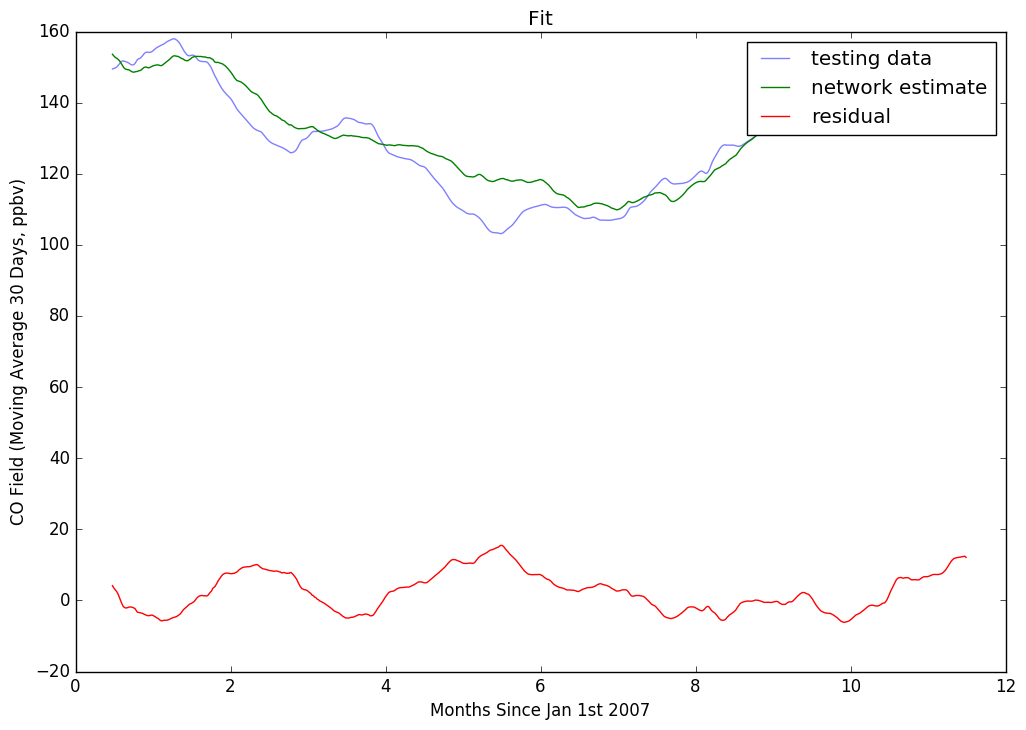 Fit
testing data
network estimate
residual
CO Field (Moving Average 30 Days, ppbv)
160
140
120
100
80
60
40
20
0
−20
0 2 4 6 8 10 12
Months Since Jan 1st 2007